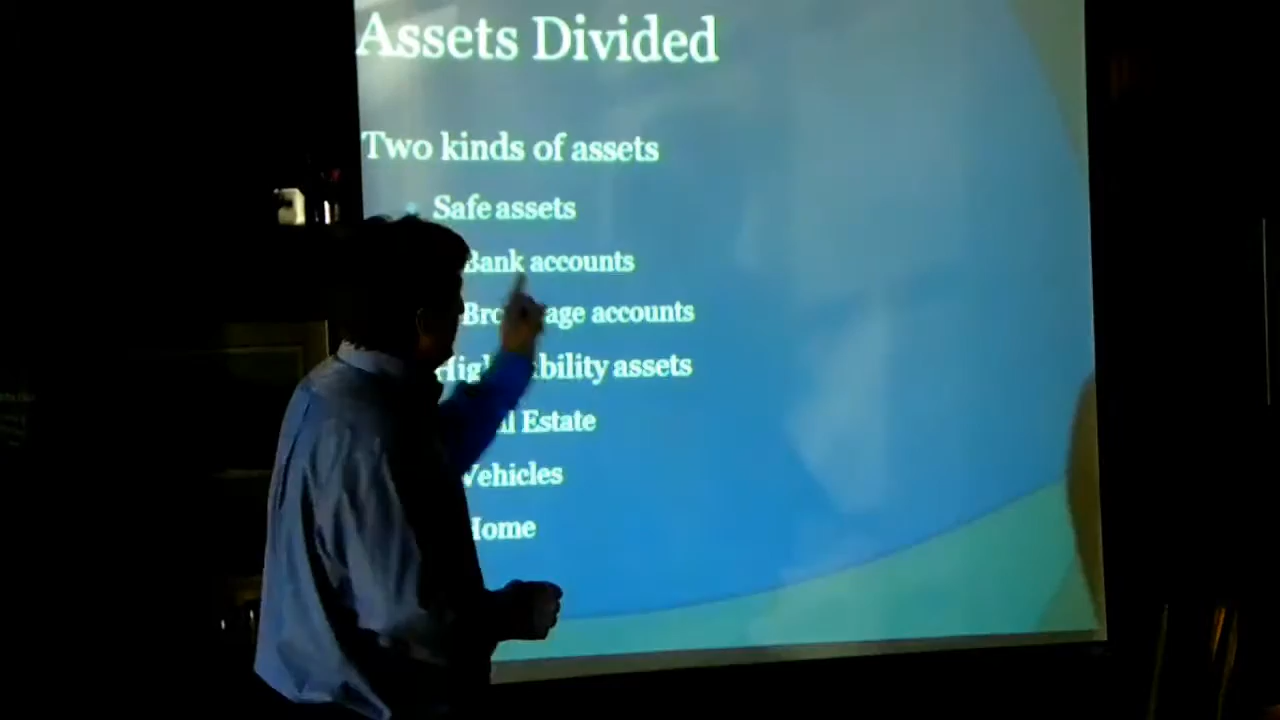 Assets Divided
Two kinds of assets
Safe assets
Bank accounts
accounts
assets
Estate
Vehicles
Home